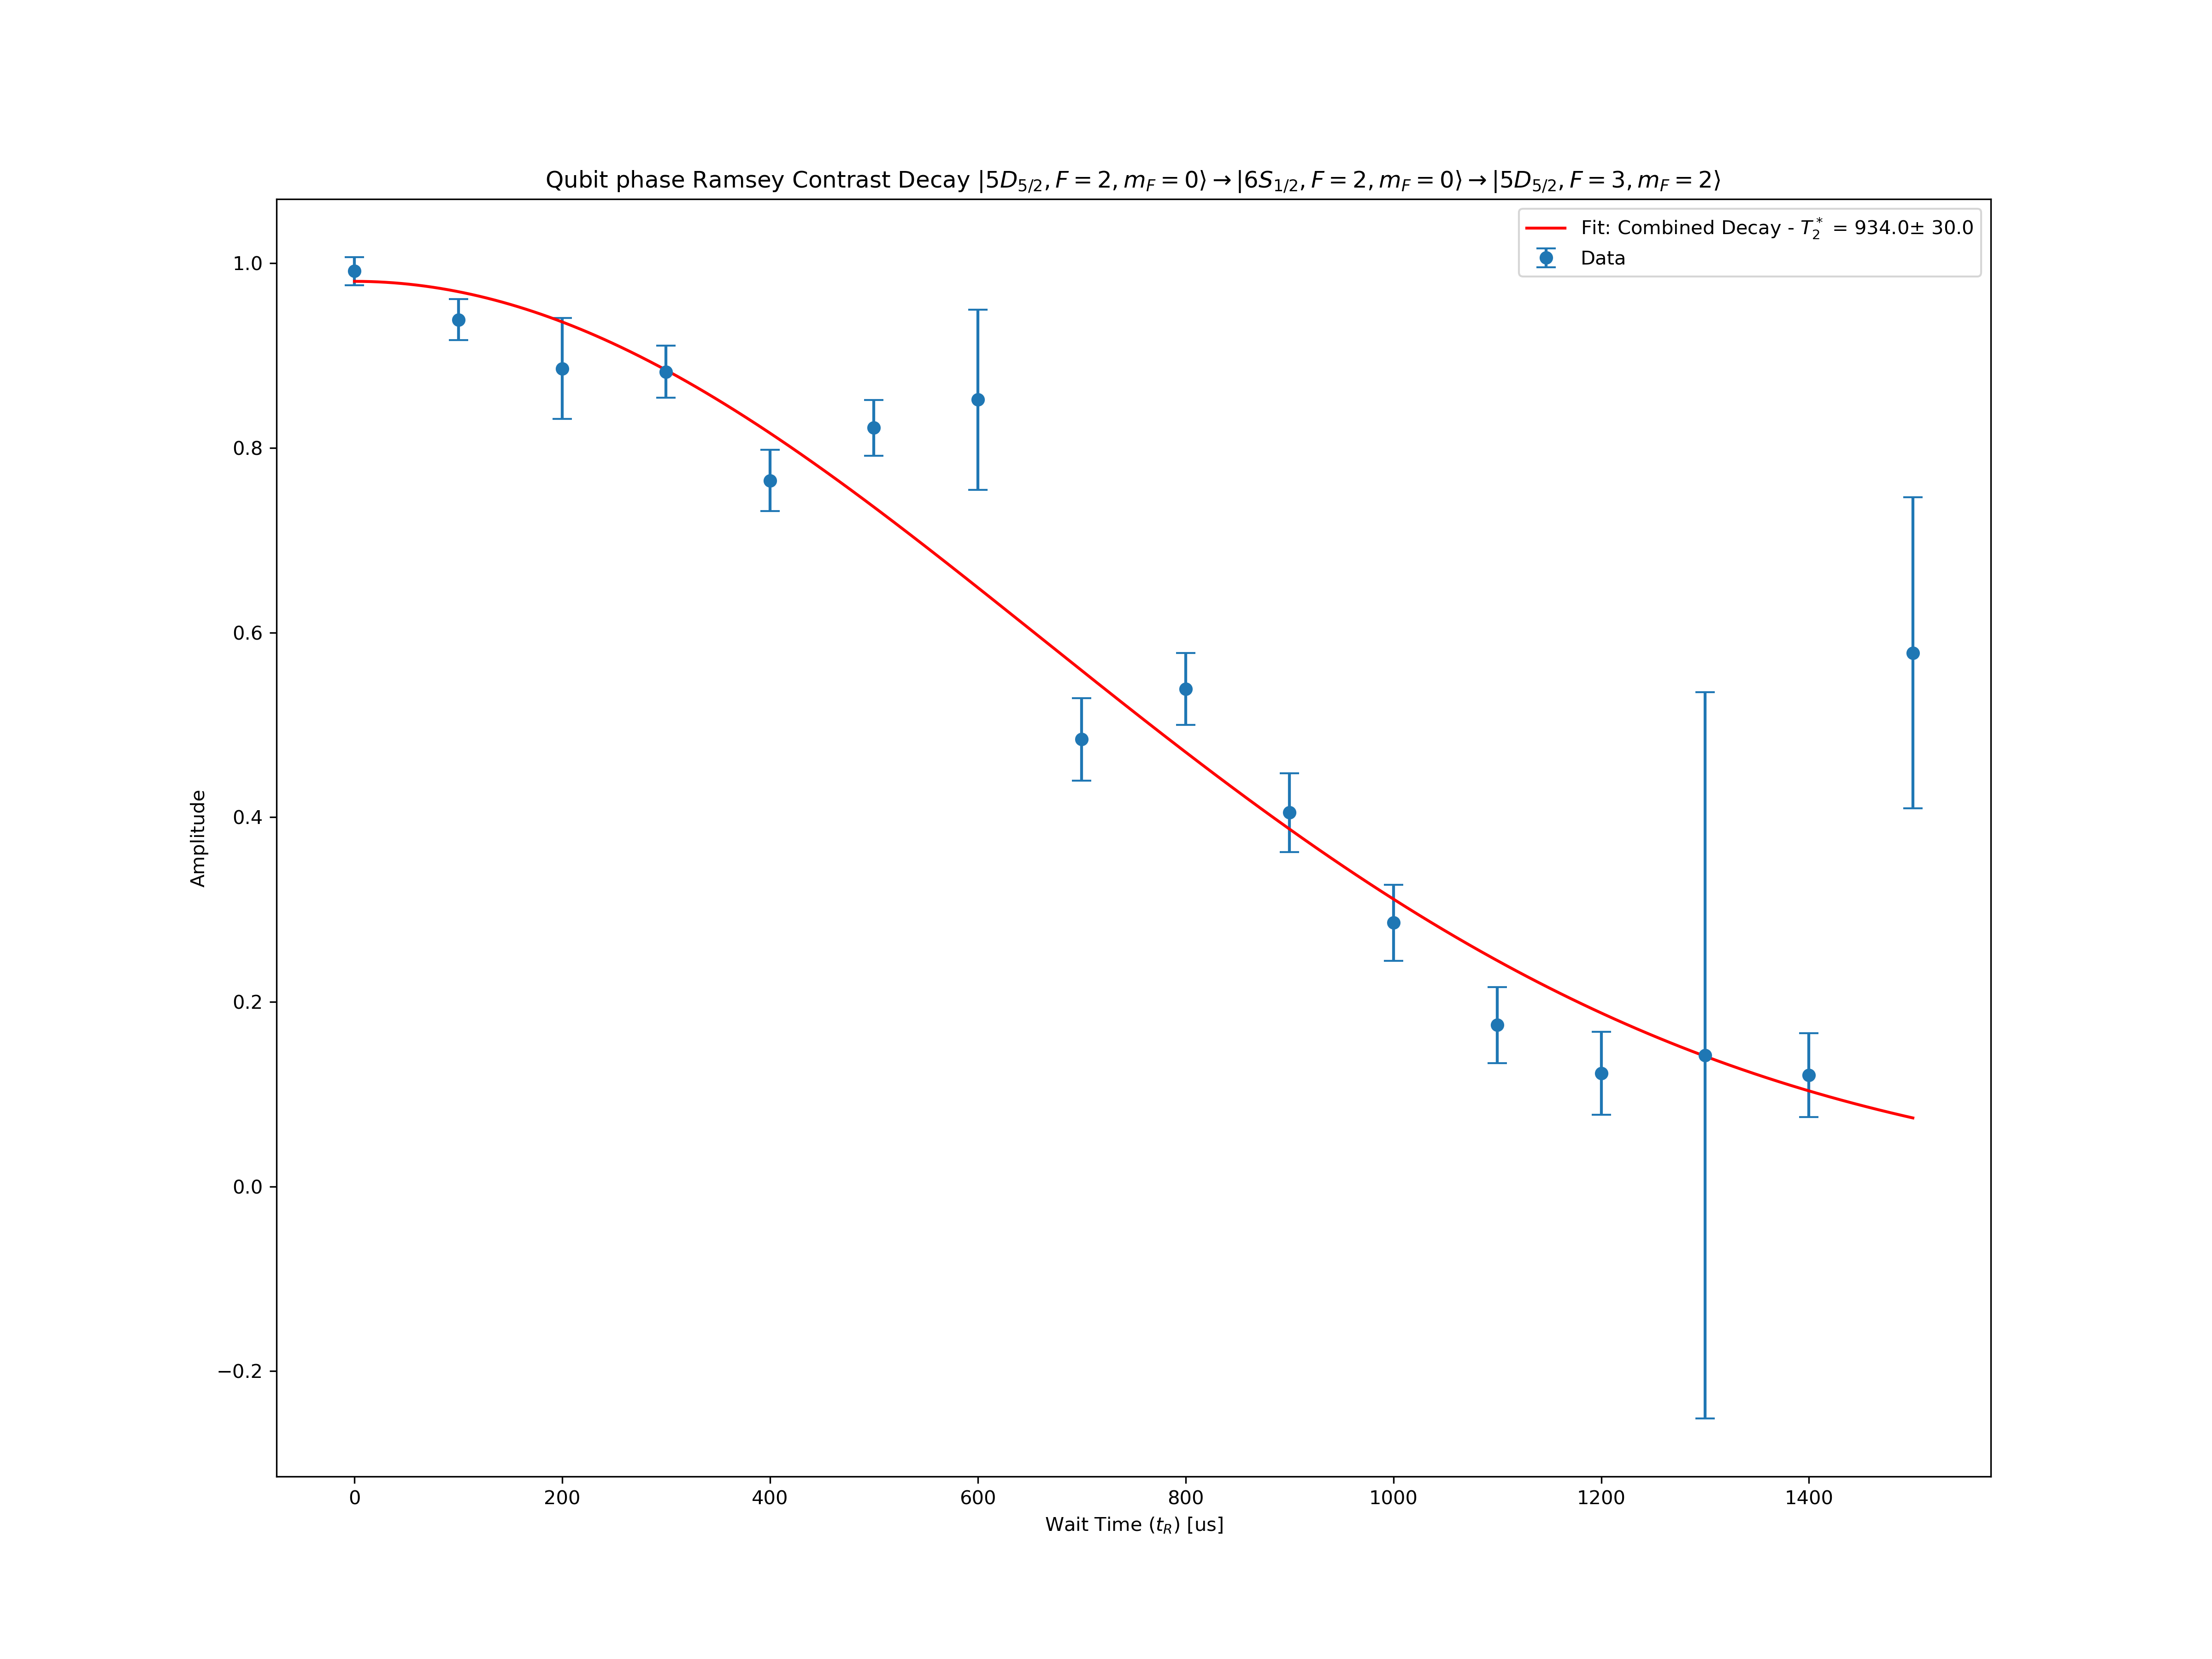 Qubit phase Ramsey Contrast Decay |5D5/2, F = 2, mF = 0⟩ → |6S1/2, F = 2, mF = 0⟩ → |5D5/2, F = 3, mF = 2⟩
Fit: Combined Decay - T2* = 934.0± 30.0
Data
1.0
0.8
0.6
0.4
0.2
0.0
−0.2
Amplitude
0 200 400 600 800 1000 1200 1400
Wait Time (tR) [us]